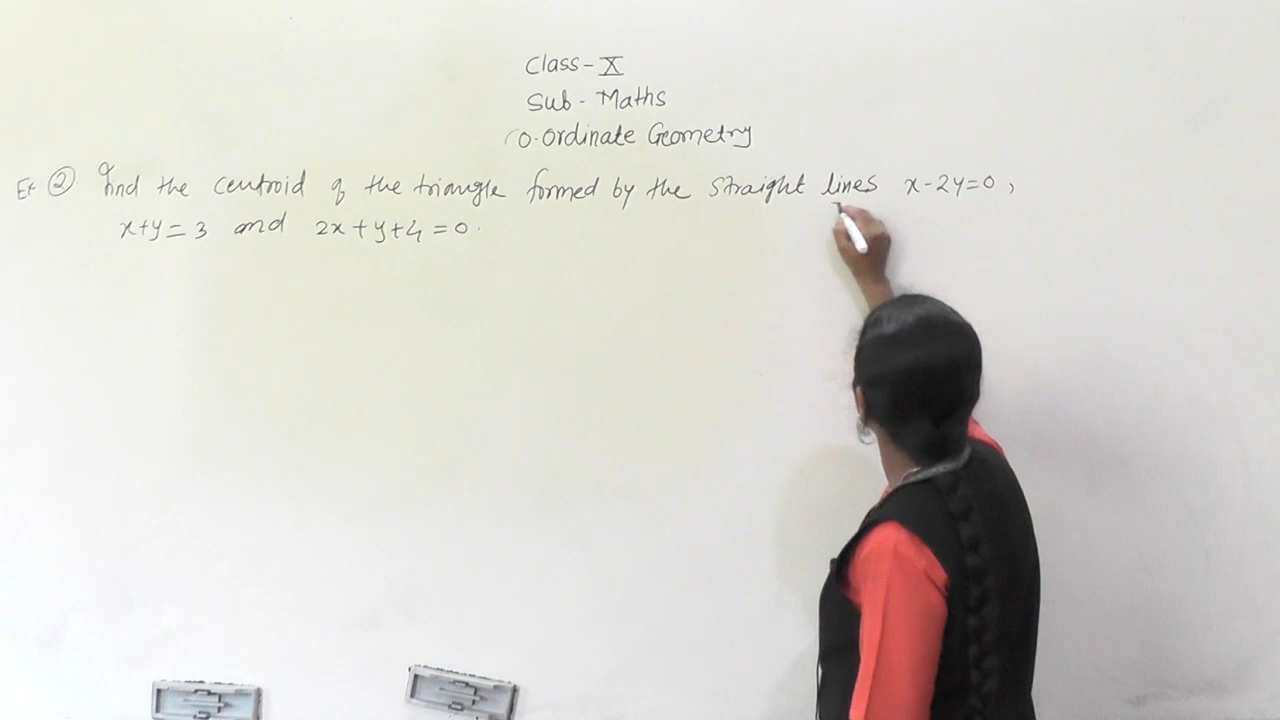 Class - X
Sub - Maths
Co-ordinate Geometry
Ex ②. Find the centroid of the triangle formed by the straight lines x-2y=0,
x+y=3 and 2x+y+4=0.